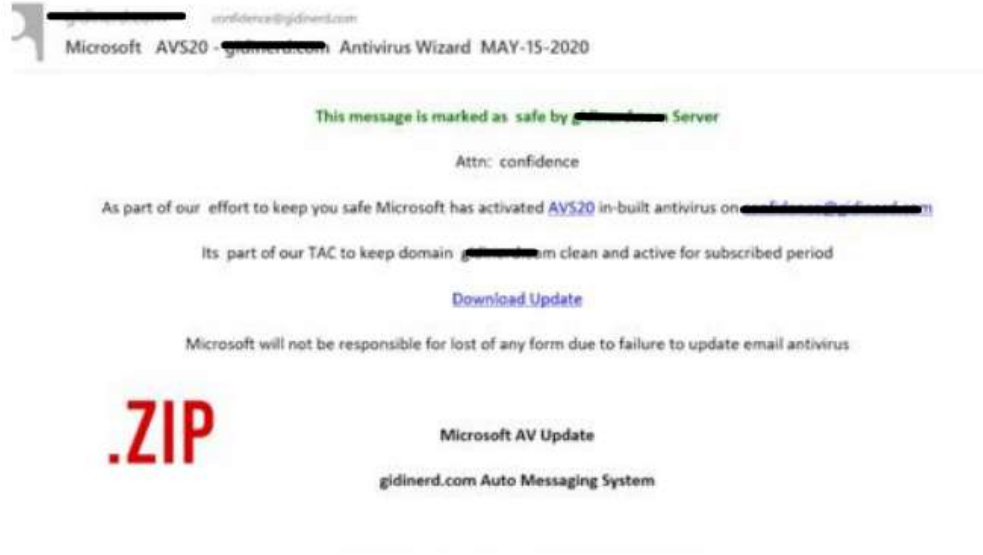 confidence@gidinerd.com
Microsoft AVS20 - Antivirus Wizard MAY-15-2020
This message is marked as safe by Server
Attn: confidence
As part of our effort to keep you safe Microsoft has activated AVS20 in-built antivirus on m
Its part of our TAC to keep domain m clean and active for subscribed period
Download Update
Microsoft will not be responsible for lost of any form due to failure to update email antivirus
.ZIP
Microsoft AV Update
gidinerd.com Auto Messaging System